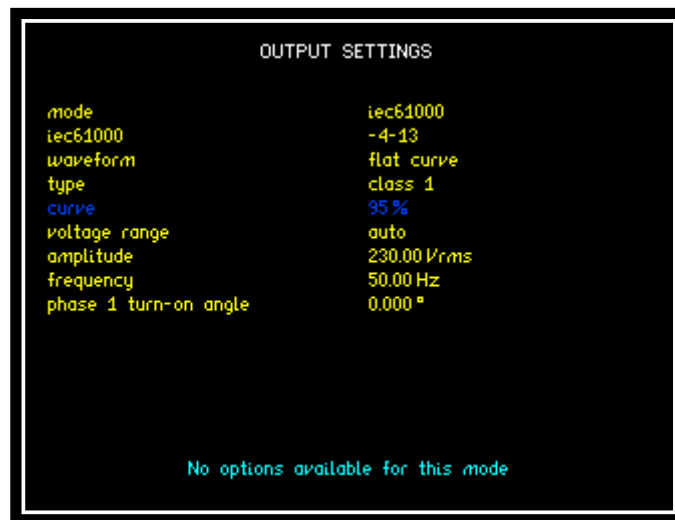 OUTPUT SETTINGS
mode iec61000
iec61000 -4-13
waveform flat curve
type class 1
curve 95 %
voltage range auto
amplitude 230.00 Vrms
frequency 50.00 Hz
phase 1 turn-on angle 0.000 °
No options available for this mode